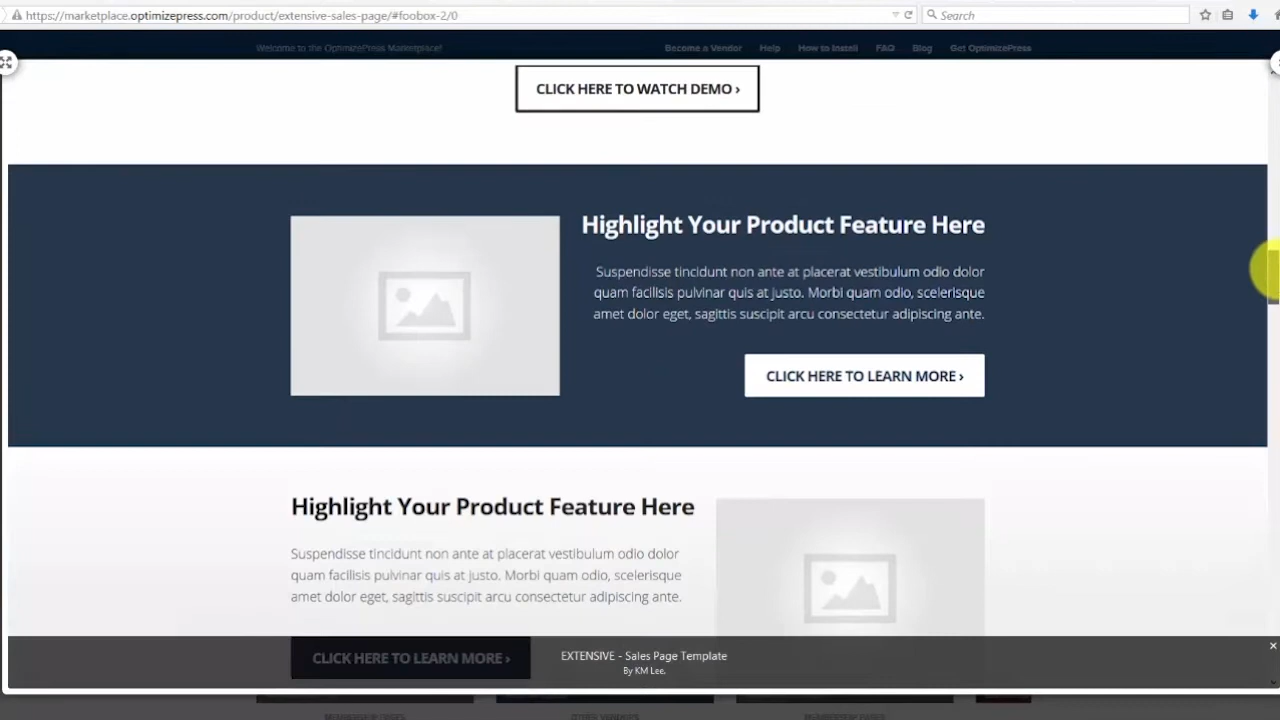 https://marketplace.optimizepress.com/product/extensive-sales-page/#foobox-2/0
Search
Welcome to the OptimizePress Marketplace!
Become a Vendor Help How to Install FAQ Blog Get OptimizePress
CLICK HERE TO WATCH DEMO ›
Highlight Your Product Feature Here
Suspendisse tincidunt non ante at placerat vestibulum odio dolor
quam facilisis pulvinar quis at justo. Morbi quam odio, scelerisque
amet dolor eget, sagittis suscipit arcu consectetur adipiscing ante.
CLICK HERE TO LEARN MORE ›
Highlight Your Product Feature Here
Suspendisse tincidunt non ante at placerat vestibulum odio dolor
quam facilisis pulvinar quis at justo. Morbi quam odio, scelerisque
amet dolor eget, sagittis suscipit arcu consectetur adipiscing ante.
CLICK HERE TO LEARN MORE ›
EXTENSIVE - Sales Page Template
By KM Lee.